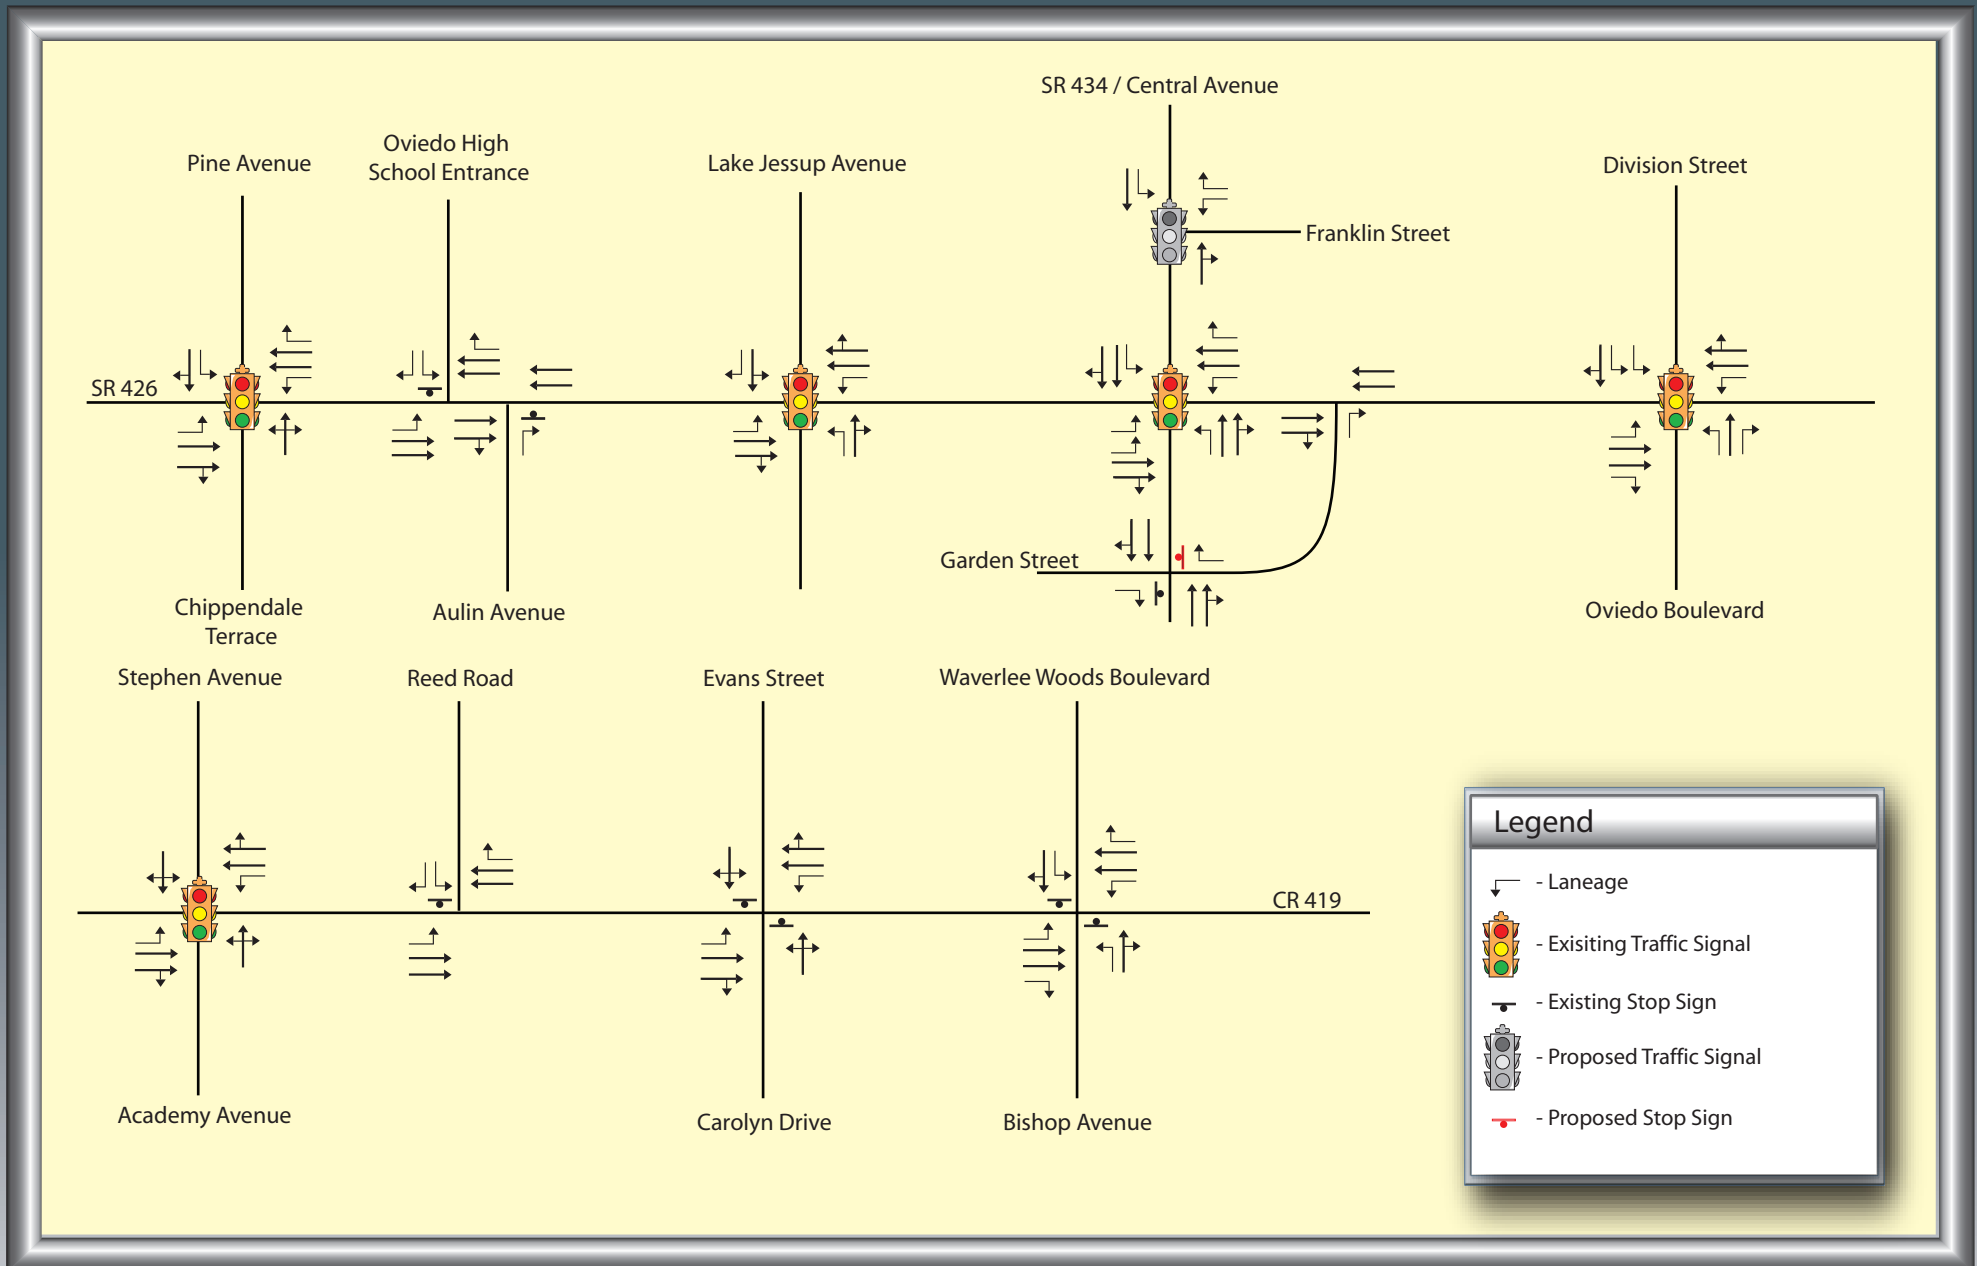 SR 434 / Central Avenue
Pine Avenue
Oviedo High
School Entrance
Lake Jessup Avenue
Division Street
Franklin Street
SR 426
Garden Street
Chippendale
Terrace
Aulin Avenue
Oviedo Boulevard
Stephen Avenue
Reed Road
Evans Street
Waverlee Woods Boulevard
CR 419
Academy Avenue
Carolyn Drive
Bishop Avenue
Legend
- Laneage
- Exisiting Traffic Signal
- Existing Stop Sign
- Proposed Traffic Signal
- Proposed Stop Sign